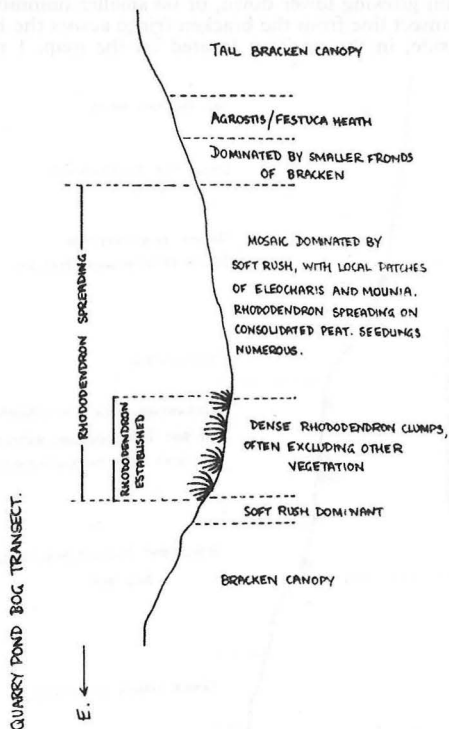 TALL BRACKEN CANOPY
AGROSTIS/FESTUCA HEATH
DOMINATED BY SMALLER FRONDS
OF BRACKEN
MOSAIC DOMINATED BY
SOFT RUSH, WITH LOCAL PATCHES
OF ELEOCHARIS AND MOUNIA.
RHODODENDRON SPREADING ON
CONSOLIDATED PEAT. SEEDLINGS
NUMEROUS.
RHODODENDRON SPREADING
RHODODENDRON
ESTABLISHED
DENSE RHODODENDRON CLUMPS,
OFTEN EXCLUDING OTHER
VEGETATION
SOFT RUSH DOMINANT
BRACKEN CANOPY
QUARRY POND BOG TRANSECT.
E.